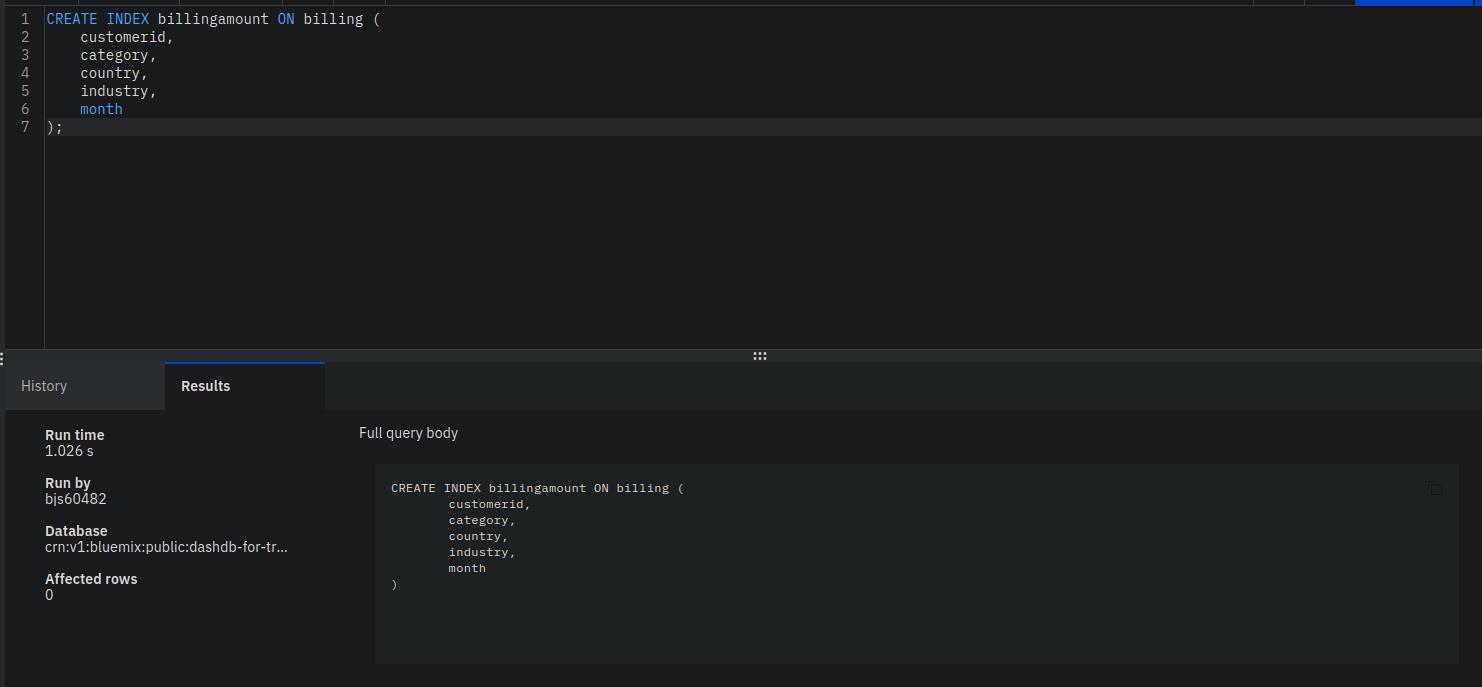 1 CREATE INDEX billingamount ON billing (
2 customerid,
3 category,
4 country,
5 industry,
6 month
7 );
History Results
Run time
1.026 s
Run by
bjs60482
Database
crn:v1:bluemix:public:dashdb-for-tr...
Affected rows
0
Full query body
CREATE INDEX billingamount ON billing (
customerid,
category,
country,
industry,
month
)